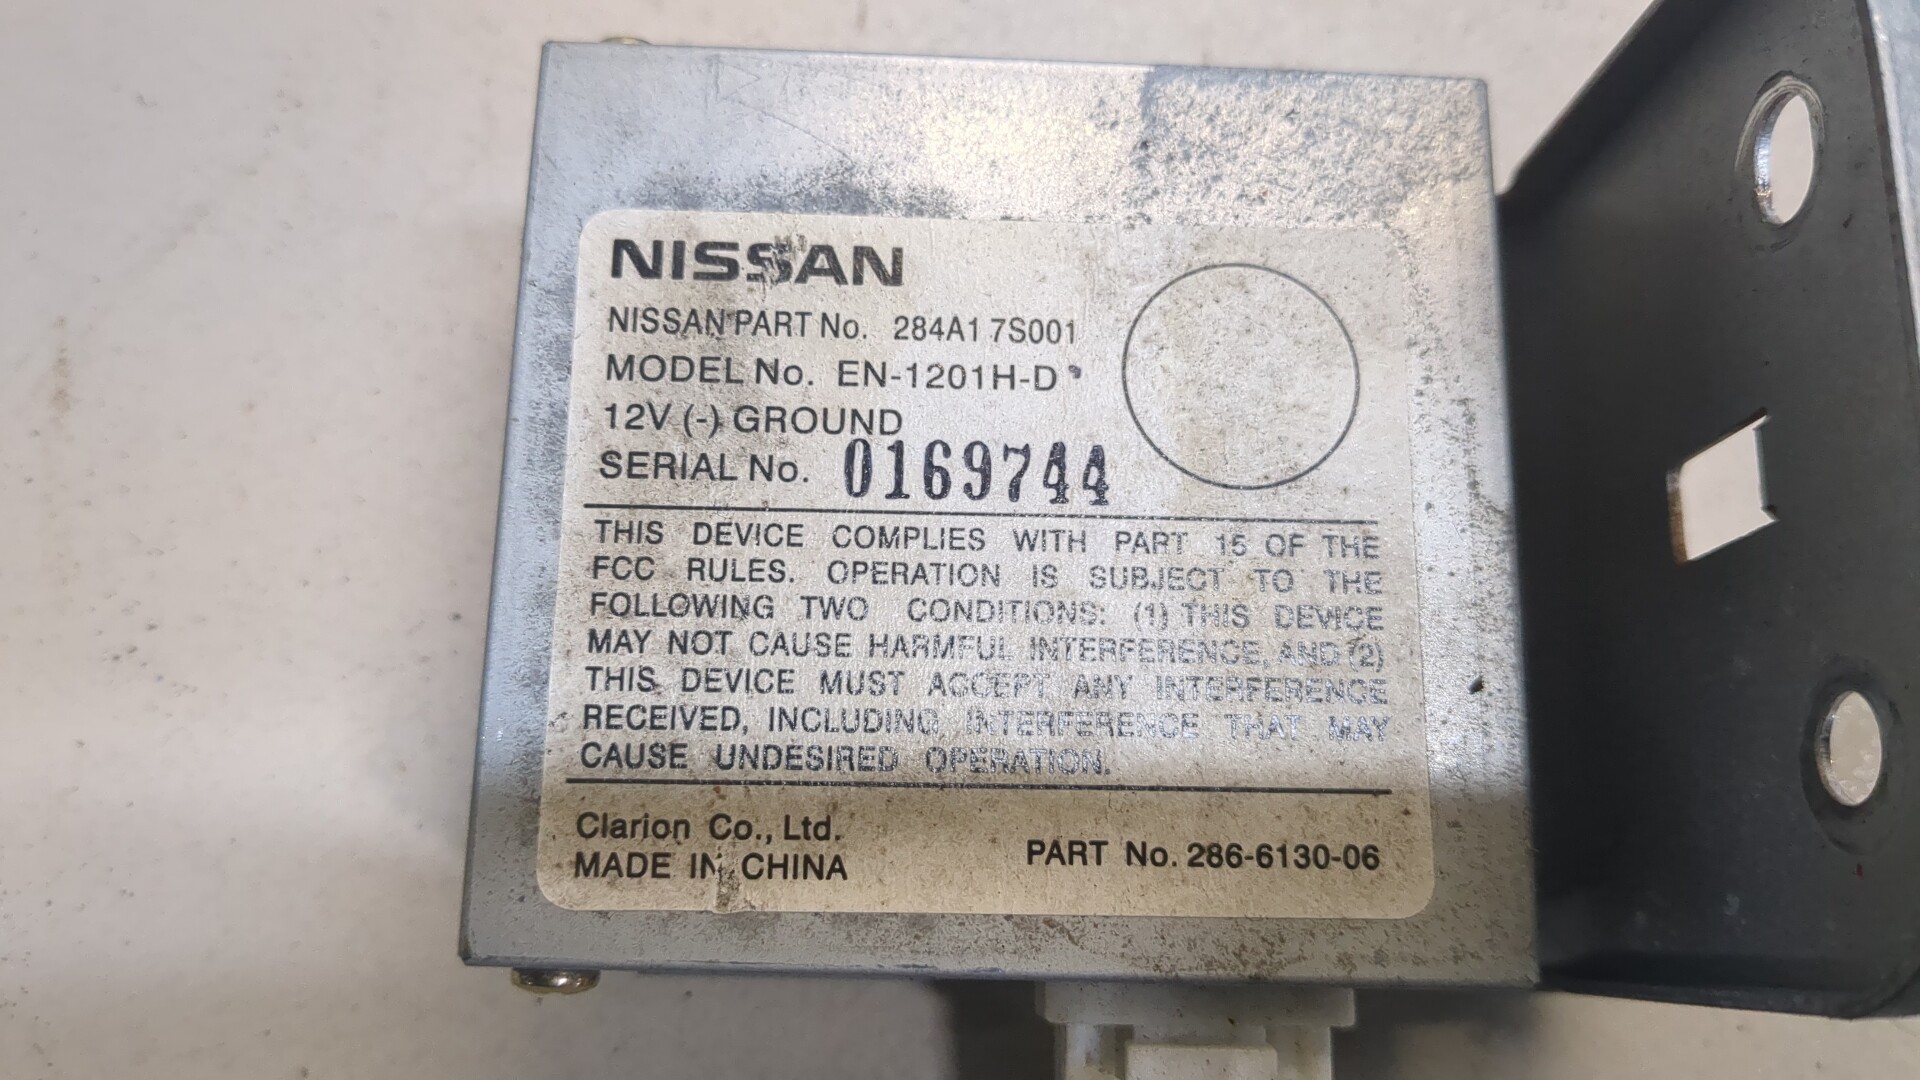 NISSAN
NISSAN PART No. 284A1 7S001
MODEL No. EN-1201H-D
12V (-) GROUND
SERIAL No. 0169744
THIS DEVICE COMPLIES WITH PART 15 OF THE
FCC RULES. OPERATION IS SUBJECT TO THE
FOLLOWING TWO CONDITIONS: (1) THIS DEVICE
MAY NOT CAUSE HARMFUL INTERFERENCE, AND (2)
THIS DEVICE MUST ACCEPT ANY INTERFERENCE
RECEIVED, INCLUDING INTERFERENCE THAT MAY
CAUSE UNDESIRED OPERATION.
Clarion Co., Ltd.
MADE IN CHINA
PART No. 286-6130-06